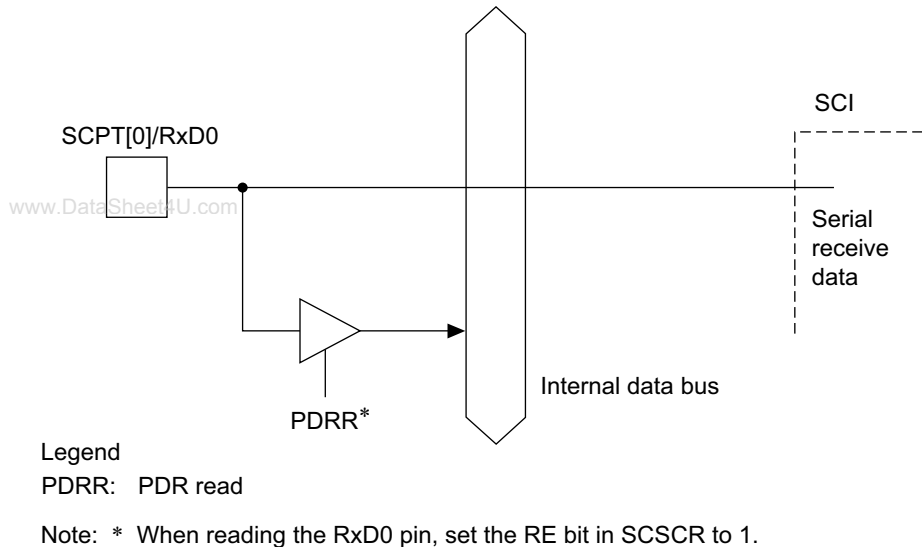 SCI
SCPT[0]/RxD0
www.DataSheet4U.com
Serial
receive
data
Internal data bus
PDRR*
Legend
PDRR: PDR read
Note: * When reading the RxD0 pin, set the RE bit in SCSCR to 1.